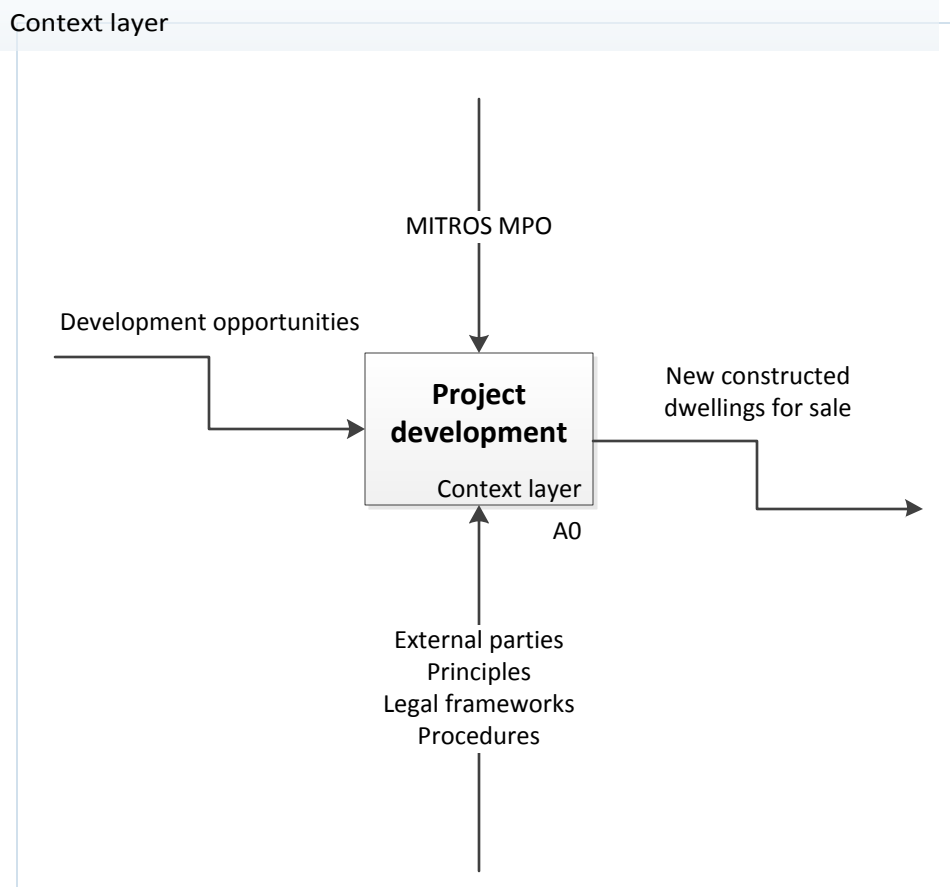 Context layer
MITROS MPO
Development opportunities
New constructed
dwellings for sale
Project
development
Context layer
A0
External parties
Principles
Legal frameworks
Procedures